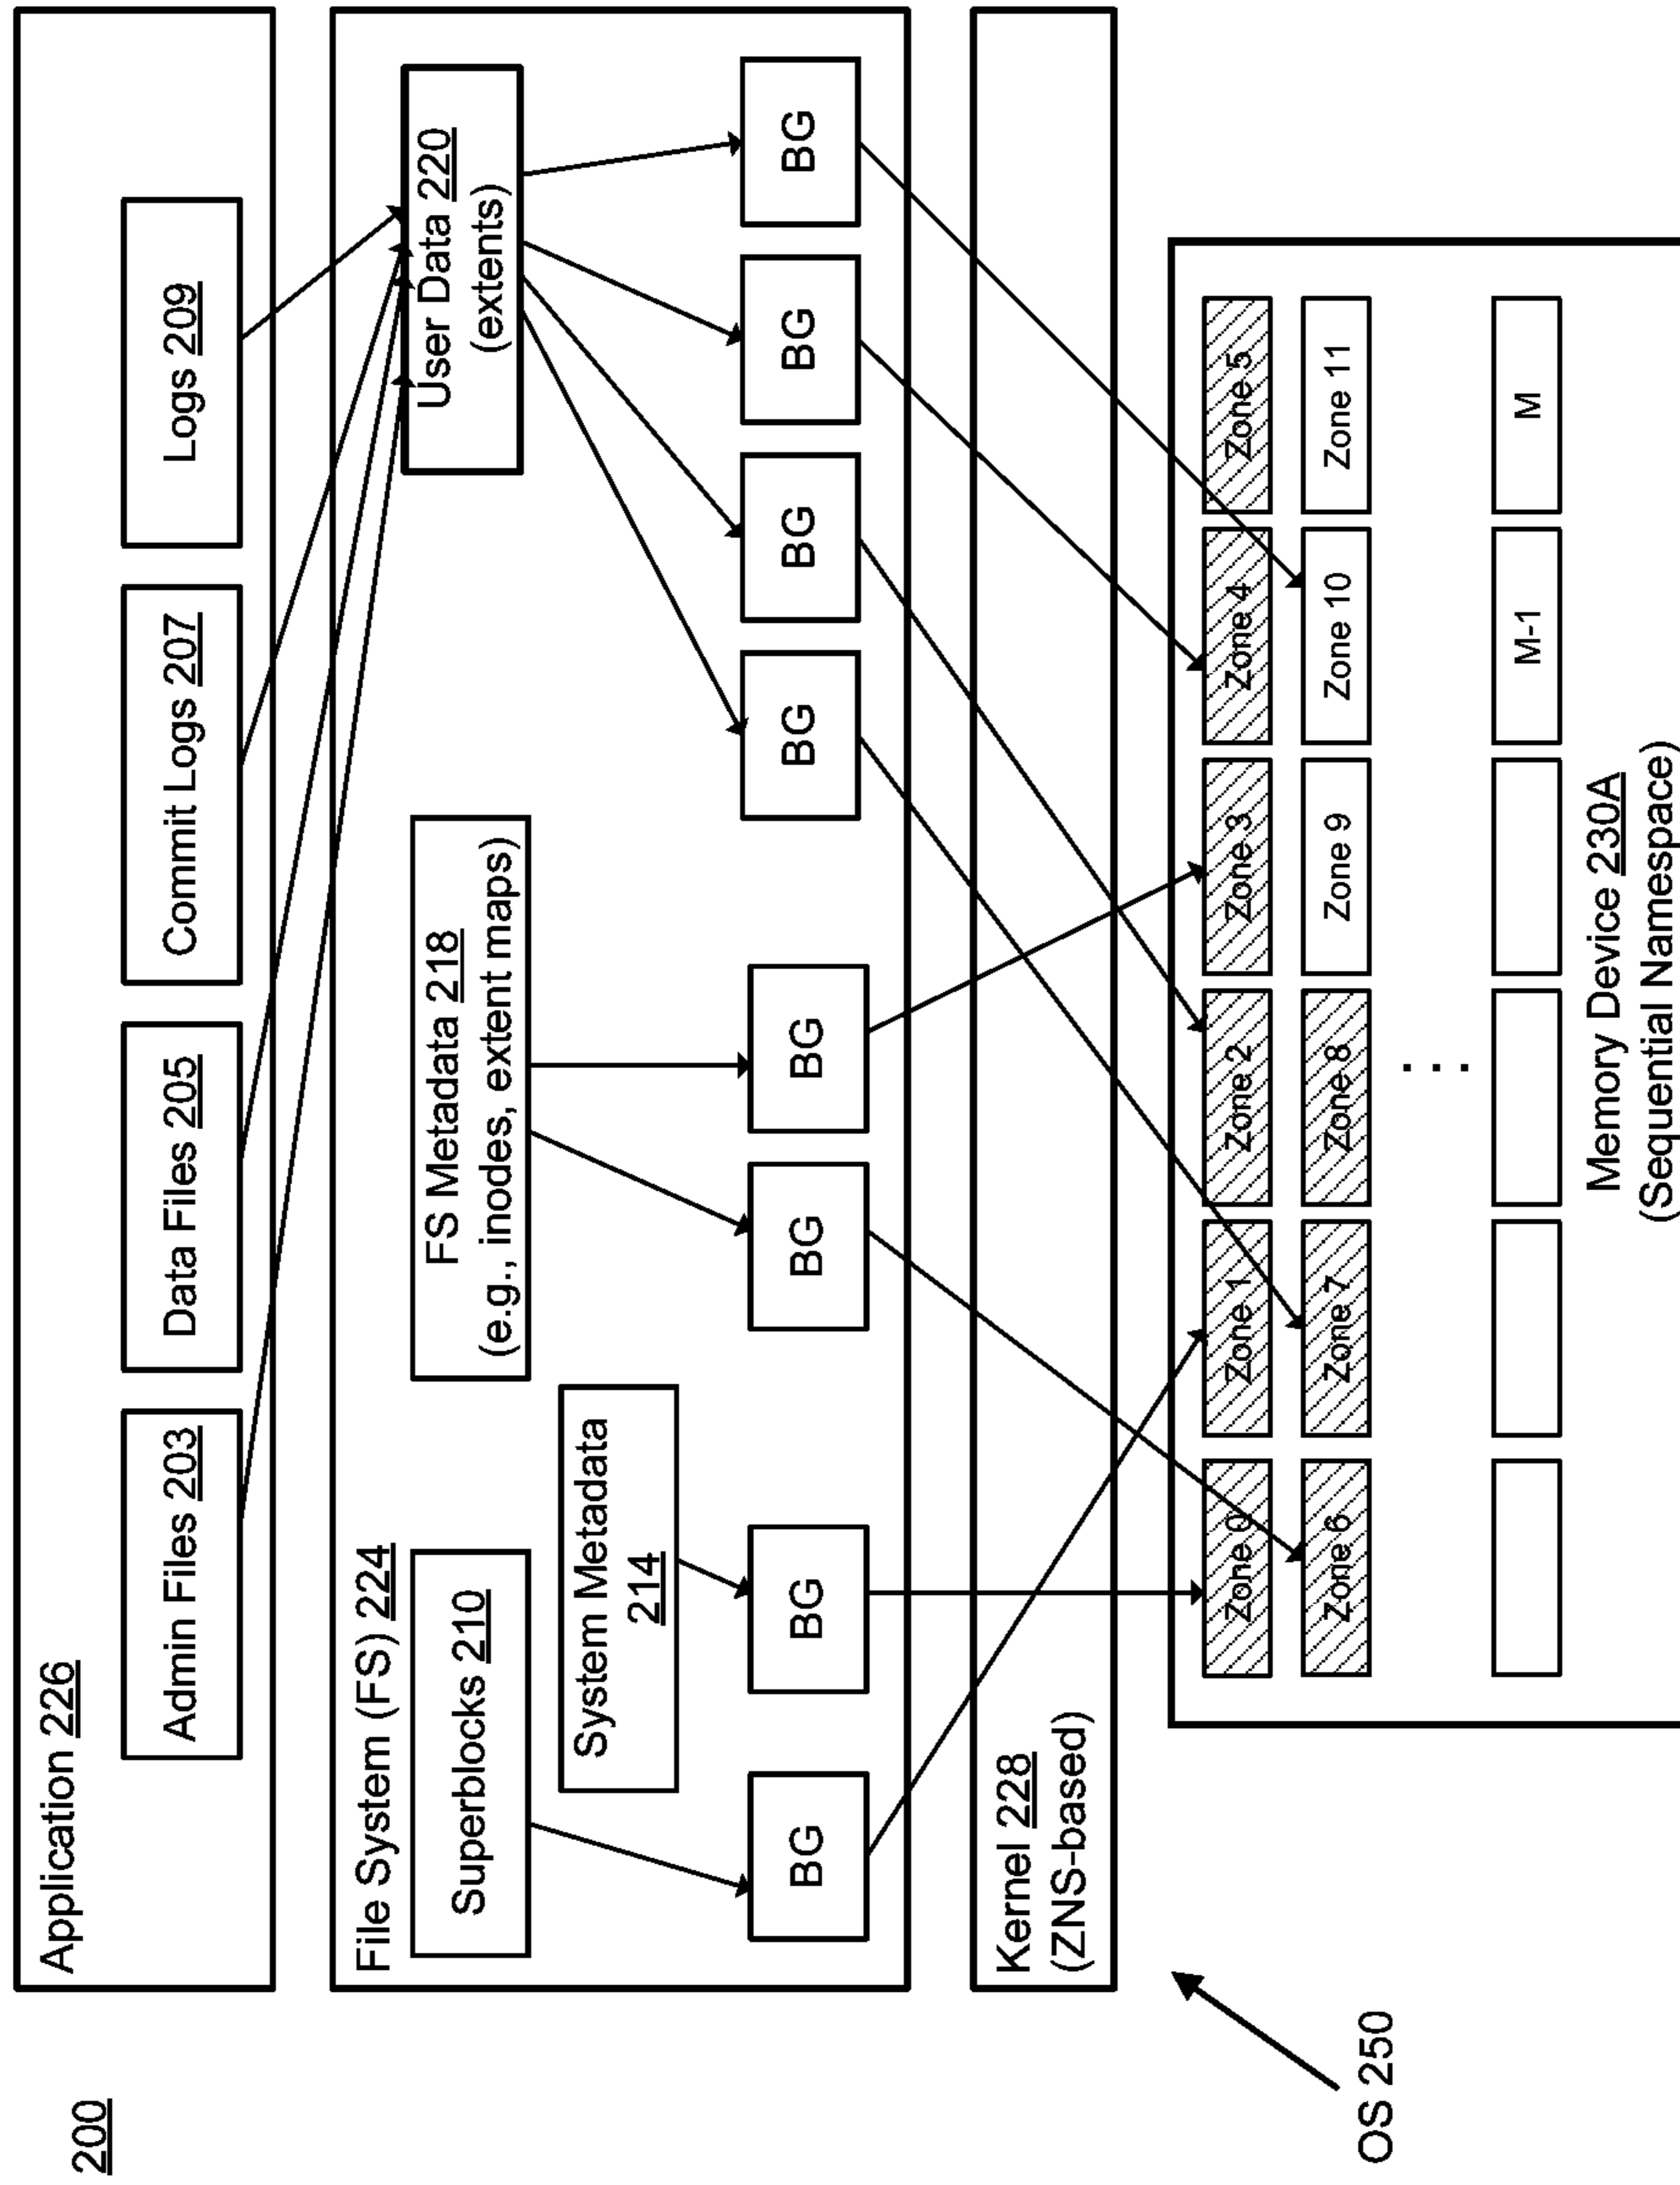 200
Application 226
Admin Files 203
Data Files 205
Commit Logs 207
Logs 209
File System (FS) 224
Superblocks 210
System Metadata
214
FS Metadata 218
(e.g., inodes, extent maps)
User Data 220
(extents)
BG
BG
BG
BG
BG
BG
BG
BG
Kernel 228
(ZNS-based)
OS 250
Zone 0
Zone 1
Zone 2
Zone 3
Zone 4
Zone 5
Zone 6
Zone 7
Zone 8
Zone 9
Zone 10
Zone 11
...
M-1
M
Memory Device 230A
(Sequential Namespace)